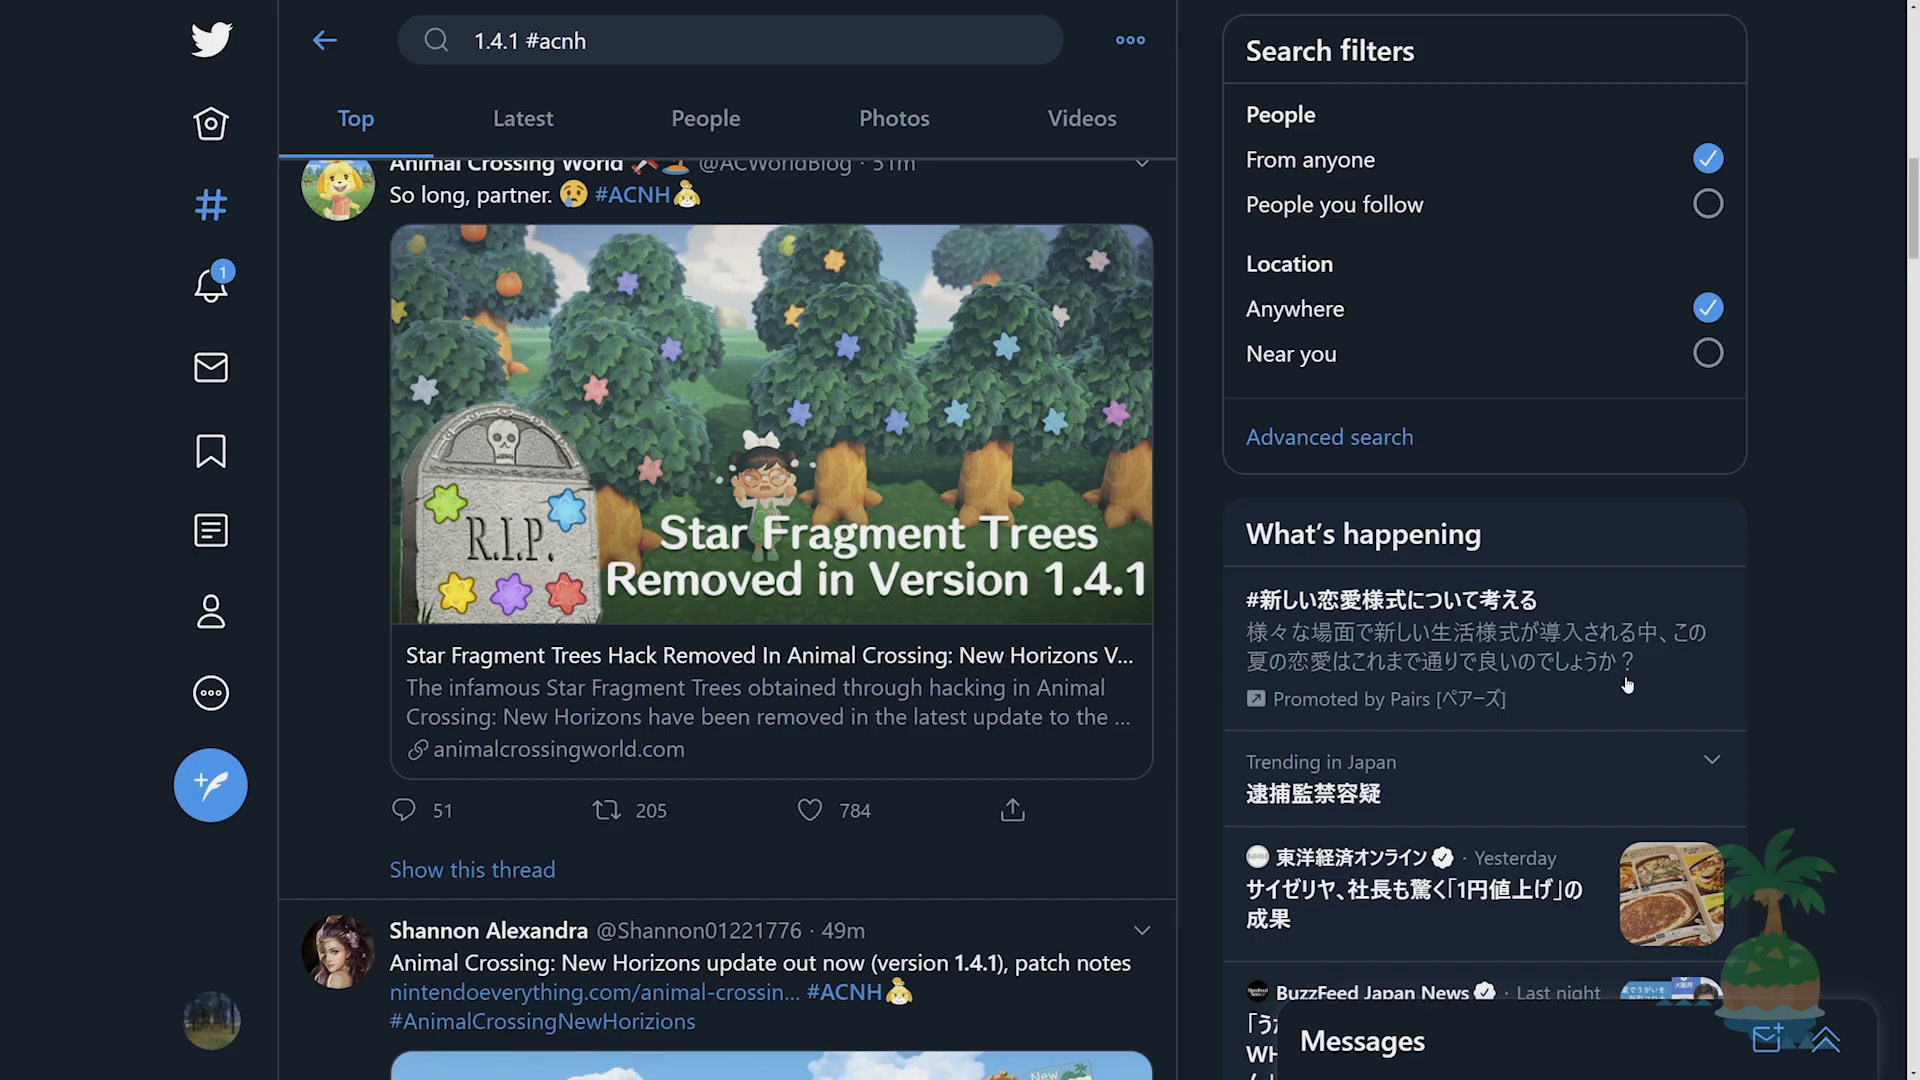 1.4.1 #acnh
Top
Latest
People
Photos
Videos
Animal Crossing World @ACWorldBlog · 51m
So long, partner. #ACNH
R.I.P.
Star Fragment Trees
Removed in Version 1.4.1
Star Fragment Trees Hack Removed In Animal Crossing: New Horizons V...
The infamous Star Fragment Trees obtained through hacking in Animal
Crossing: New Horizons have been removed in the latest update to the ...
animalcrossingworld.com
51
205
784
Show this thread
Shannon Alexandra @Shannon01221776 · 49m
Animal Crossing: New Horizons update out now (version 1.4.1), patch notes
nintendoeverything.com/animal-crossin... #ACNH
#AnimalCrossingNewHorizions
New
1
Search filters
People
From anyone
People you follow
Location
Anywhere
Near you
Advanced search
What's happening
#新しい恋愛様式について考える
様々な場面で新しい生活様式が導入される中、この
夏の恋愛はこれまで通りで良いのでしょうか？
Promoted by Pairs [ペアーズ]
Trending in Japan
逮捕監禁容疑
東洋経済オンライン · Yesterday
サイゼリヤ、社長も驚く「1円値上げ」の
成果
BuzzFeed Japan News · Last night
「うが
WH
Messages